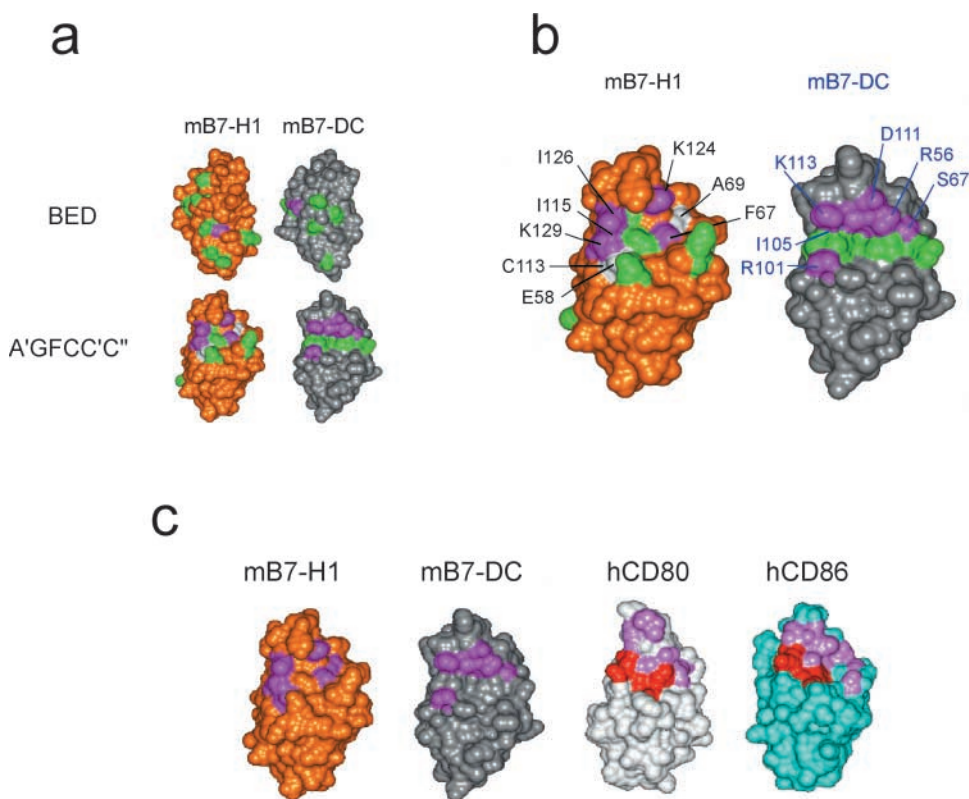 a
mB7-H1 mB7-DC
BED
A'GFCC'C"
b
mB7-H1 mB7-DC
I126
K124
A69
I115
F67
K129
C113
E58
D111
K113
R56
S67
I105
R101
c
mB7-H1 mB7-DC hCD80 hCD86